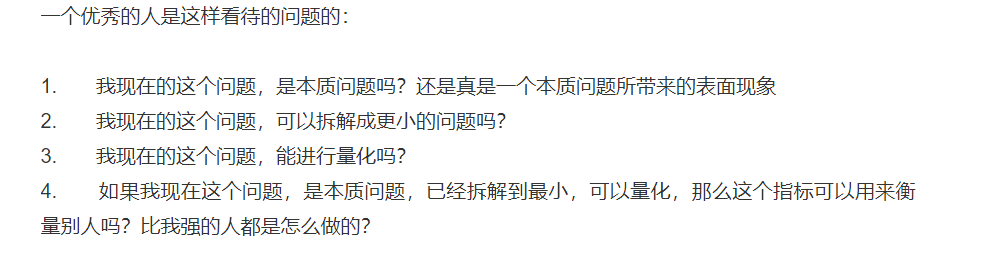 一个优秀的人是这样看待的问题的：
1. 我现在的这个问题，是本质问题吗？还是真是一个本质问题所带来的表面现象
2. 我现在的这个问题，可以拆解成更小的问题吗？
3. 我现在的这个问题，能进行量化吗？
4. 如果我现在这个问题，是本质问题，已经拆解到最小，可以量化，那么这个指标可以用来衡
量别人吗？比我强的人都是怎么做的？